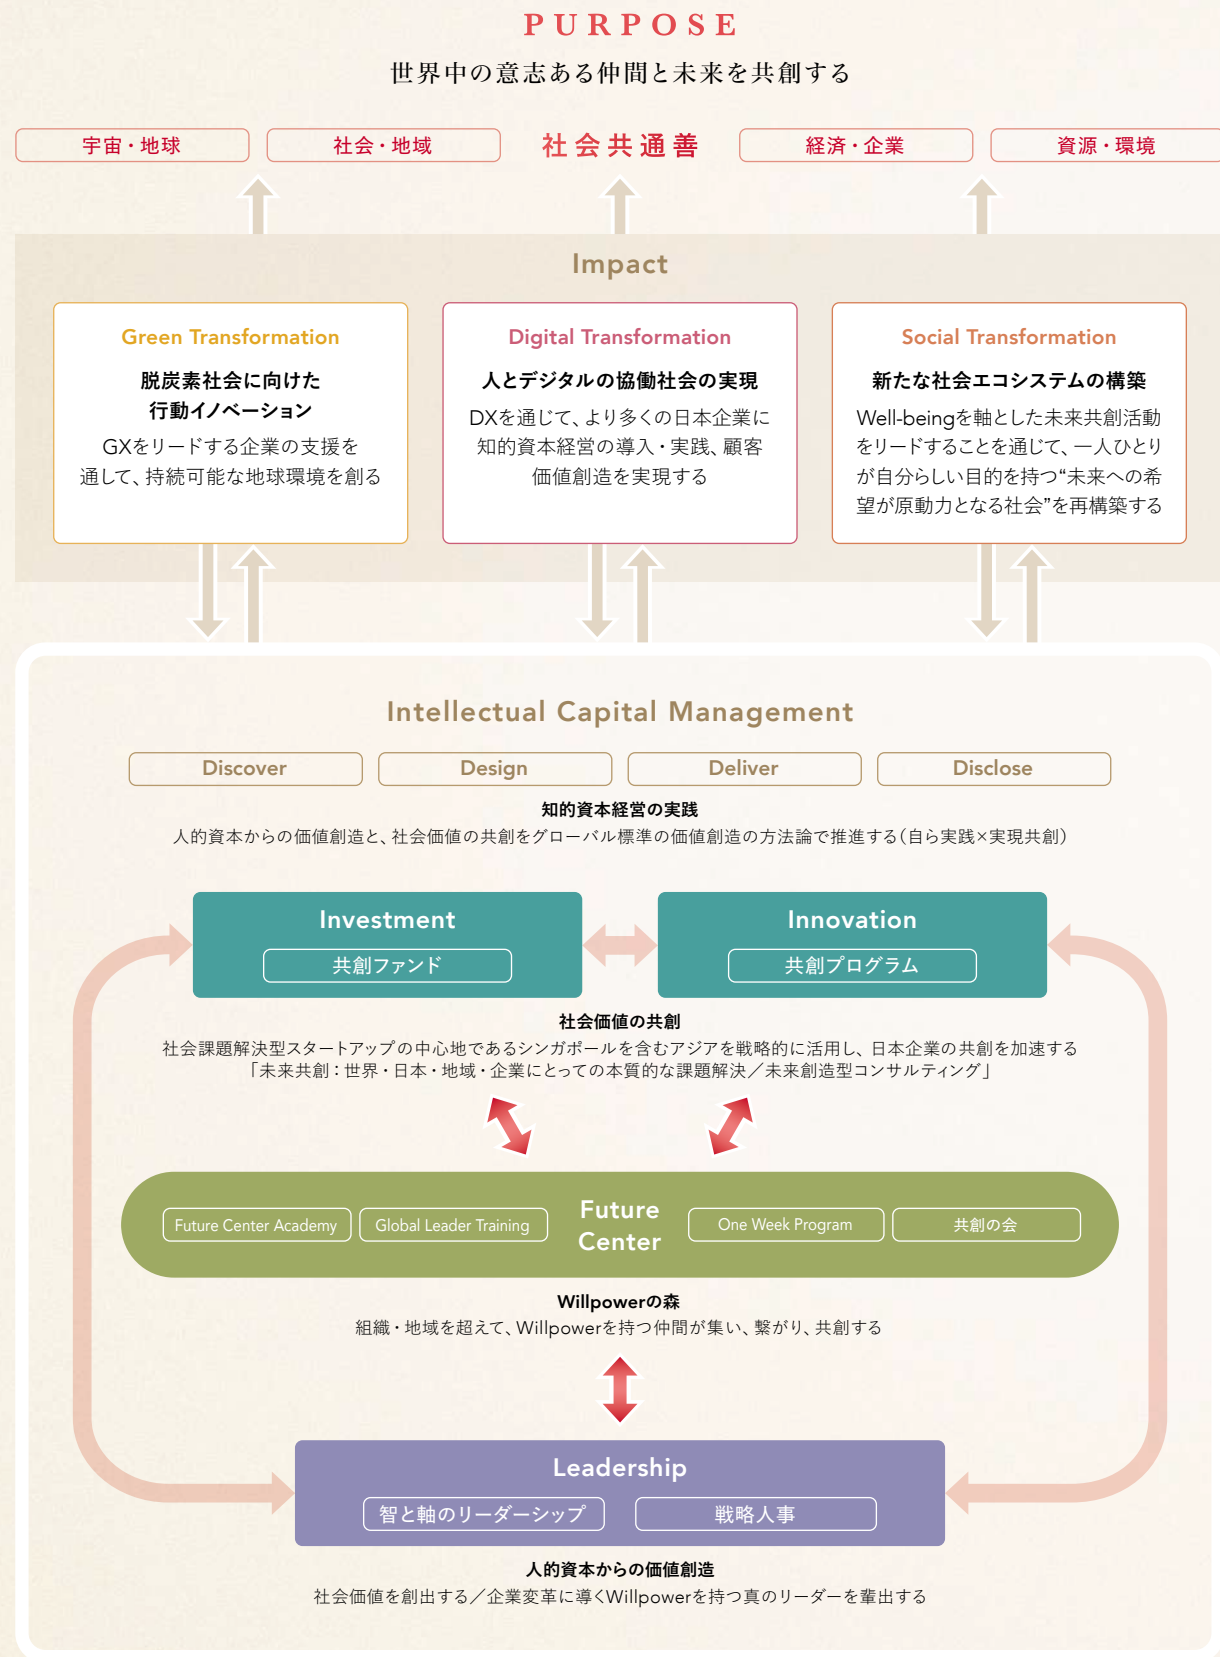 PURPOSE
世界中の意志ある仲間と未来を共創する
宇宙・地球
社会・地域
社会共通善
経済・企業
資源・環境
Impact
Green Transformation
脱炭素社会に向けた
行動イノベーション
GXをリードする企業の支援を
通して、持続可能な地球環境を創る
Digital Transformation
人とデジタルの協働社会の実現
DXを通じて、より多くの日本企業に
知的資本経営の導入・実践、顧客
価値創造を実現する
Social Transformation
新たな社会エコシステムの構築
Well-beingを軸とした未来共創活動
をリードすることを通じて、一人ひとり
が自分らしい目的を持つ“未来への希
望が原動力となる社会”を再構築する
Intellectual Capital Management
Discover
Design
Deliver
Disclose
知的資本経営の実践
人的資本からの価値創造と、社会価値の共創をグローバル標準の価値創造の方法論で推進する（自ら実践×実現共創）
Investment
共創ファンド
Innovation
共創プログラム
社会価値の共創
社会課題解決型スタートアップの中心地であるシンガポールを含むアジアを戦略的に活用し、日本企業の共創を加速する
「未来共創：世界・日本・地域・企業にとっての本質的な課題解決／未来創造型コンサルティング」
Future Center Academy
Global Leader Training
Future
Center
One Week Program
共創の会
Willpowerの森
組織・地域を超えて、Willpowerを持つ仲間が集い、繋がり、共創する
Leadership
智と軸のリーダーシップ
戦略人事
人的資本からの価値創造
社会価値を創出する／企業変革に導くWillpowerを持つ真のリーダーを輩出する